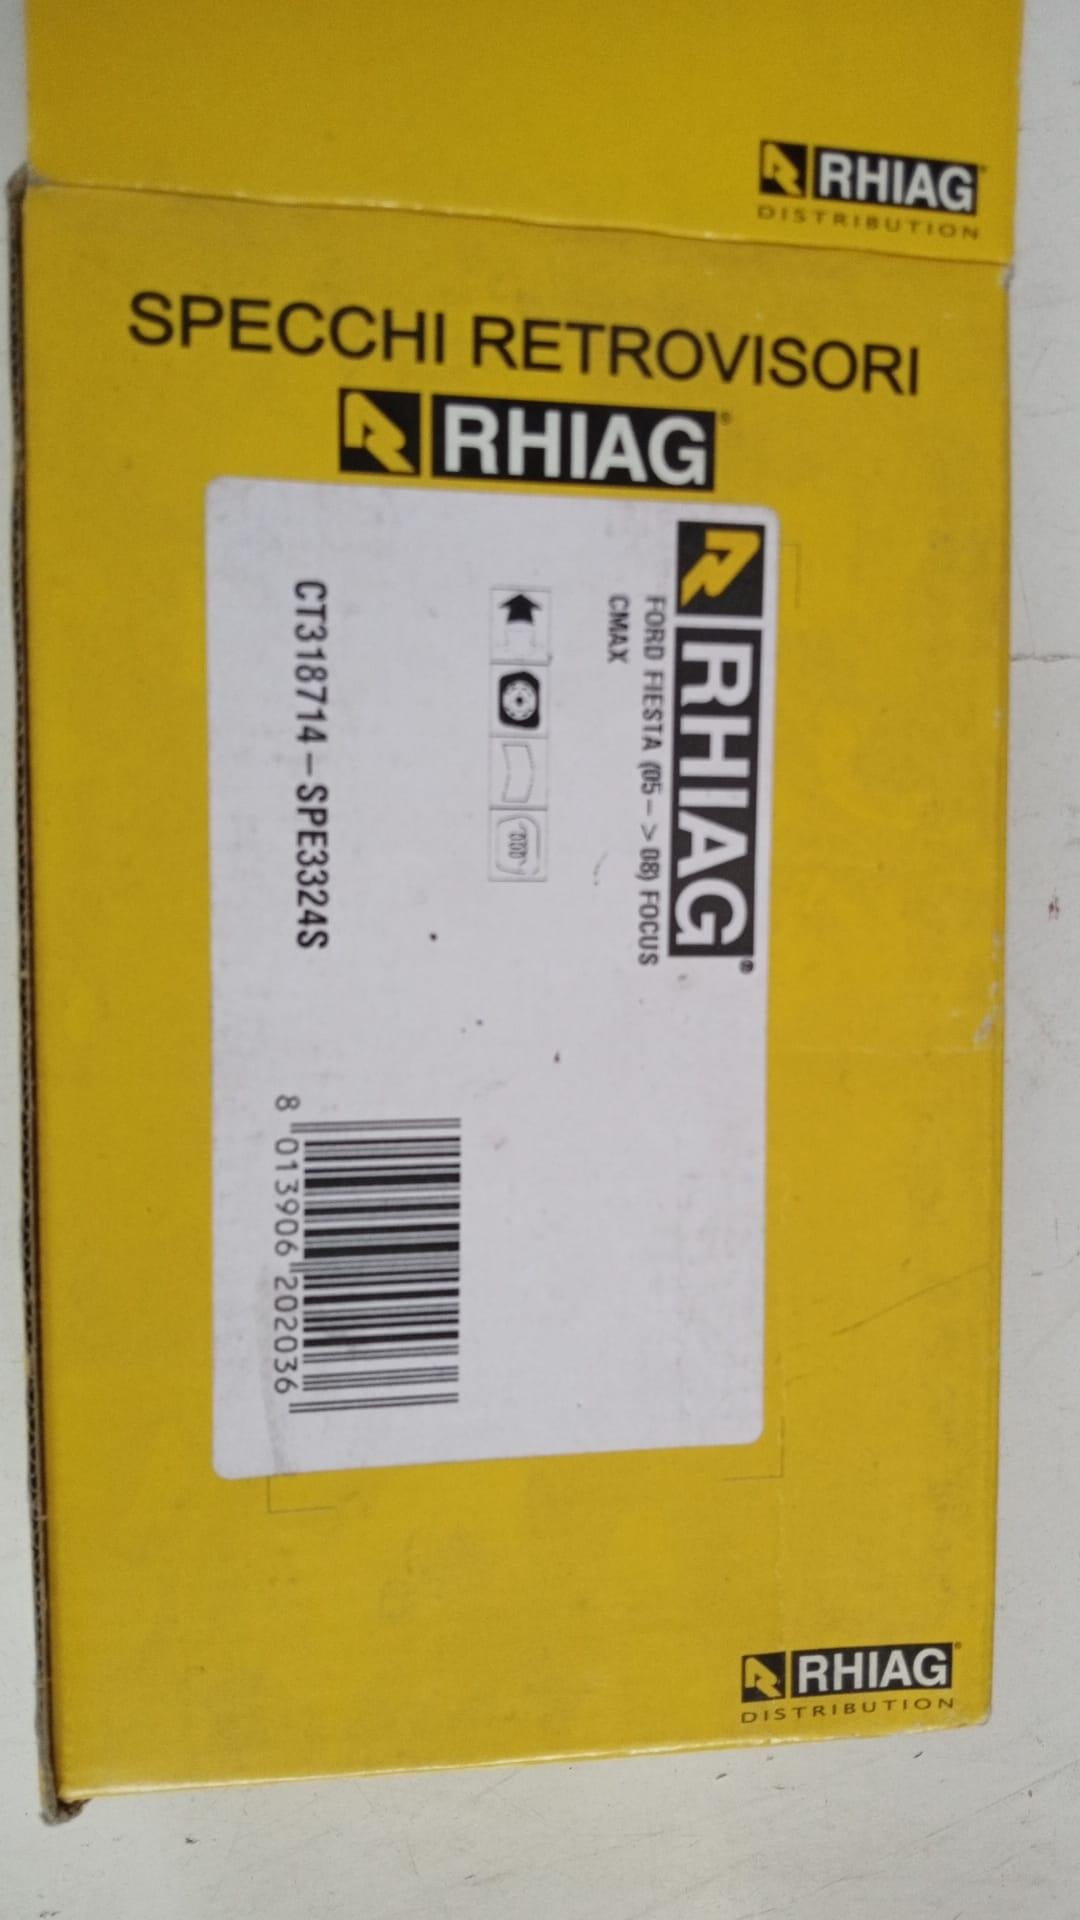 RHIAG
DISTRIBUTION
SPECCHI RETROVISORI
RHIAG®
RHIAG®
FORD FIESTA (05-> 08) FOCUS
CMAX
CT318714-SPE3324S
8 013906 202036
RHIAG®
DISTRIBUTION